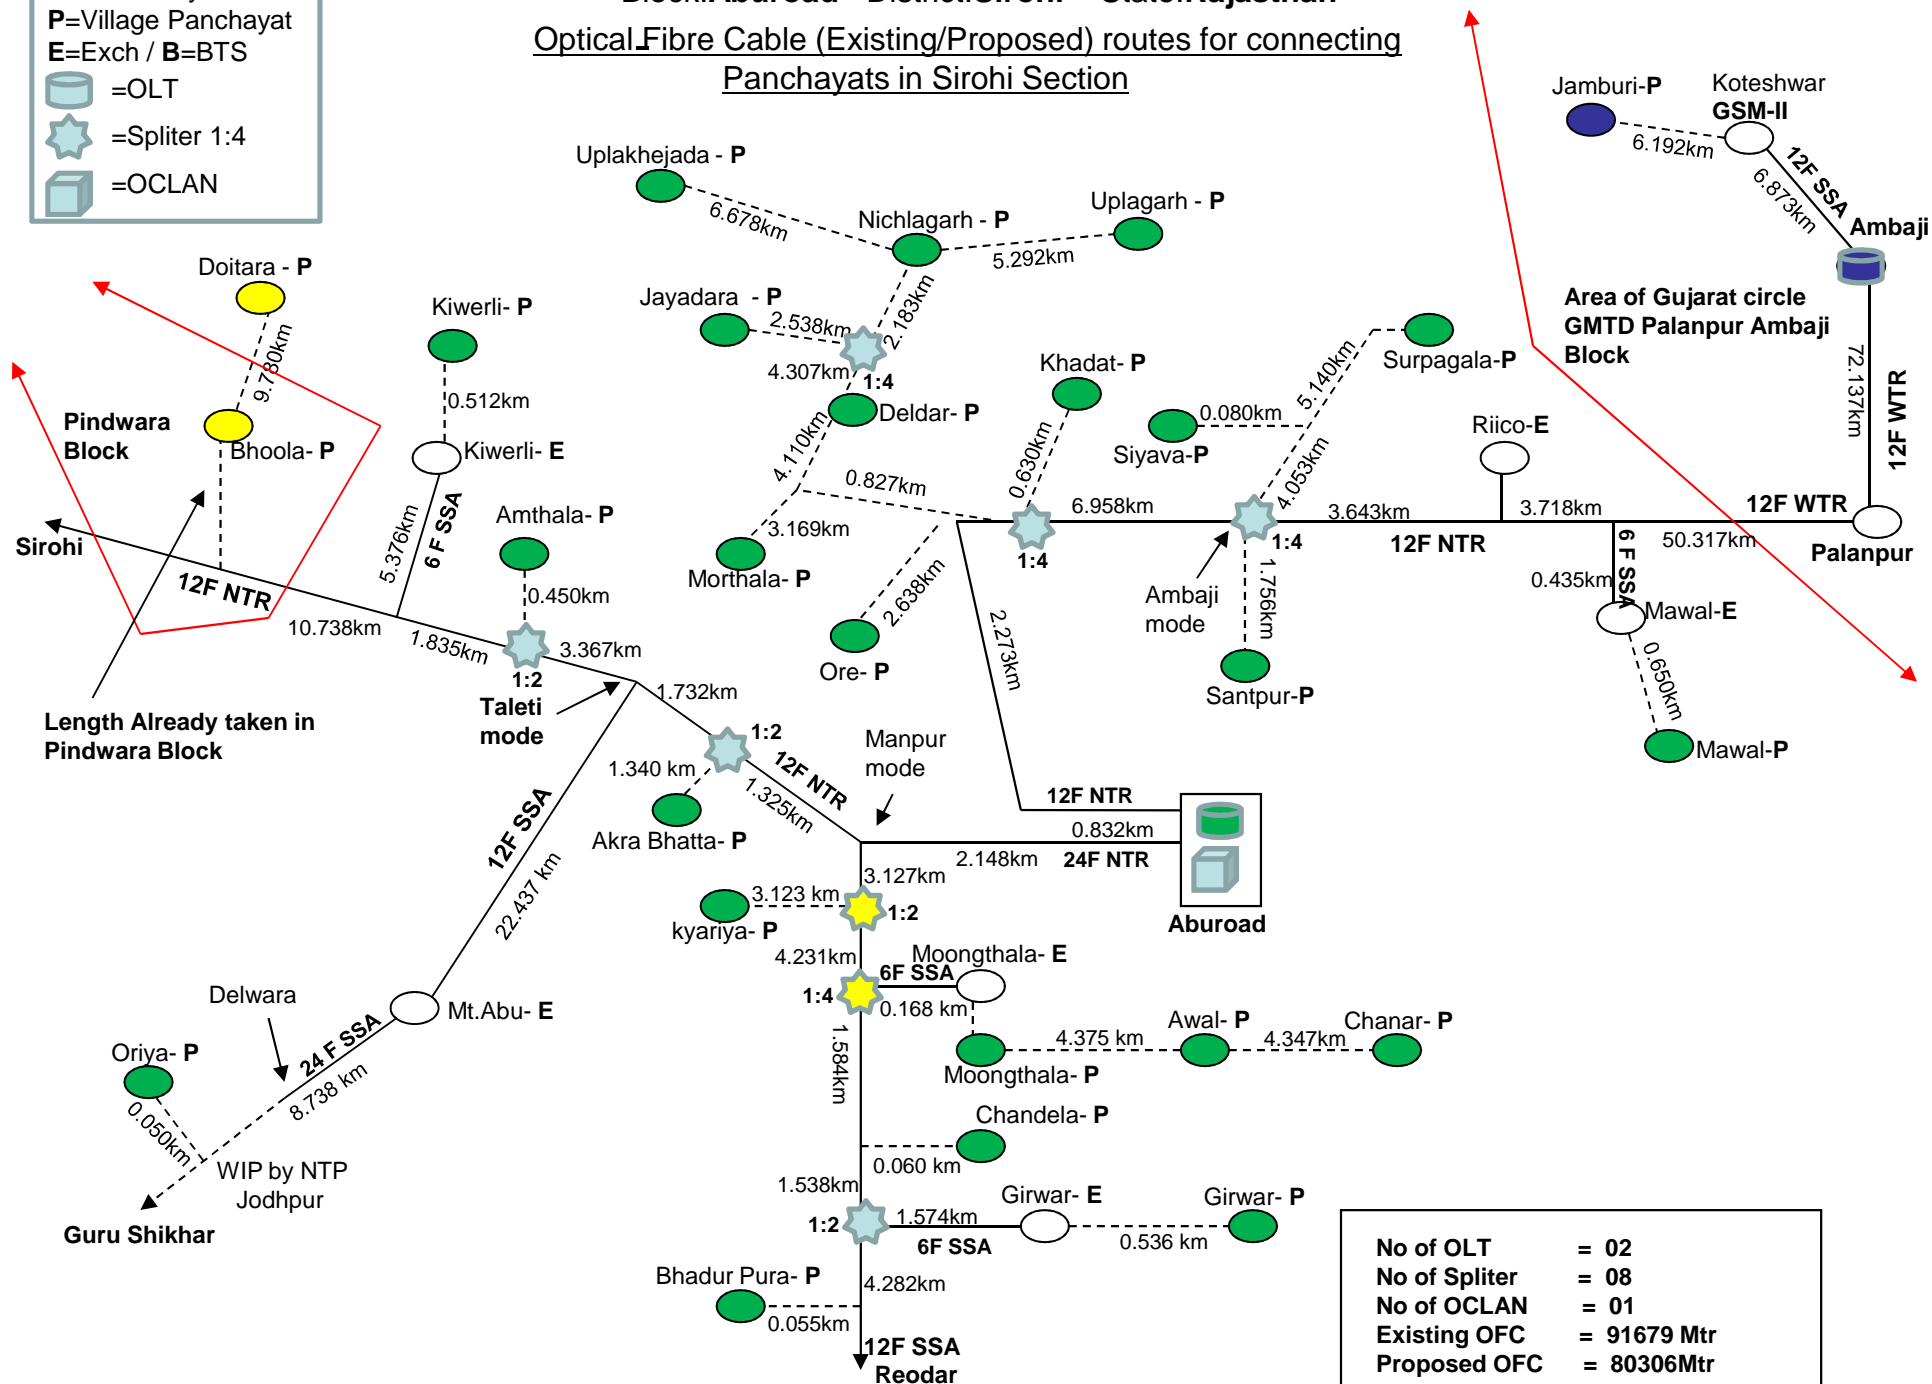 P=Village Panchayat
E=Exch / B=BTS
=OLT
=Spliter 1:4
=OCLAN
Optical Fibre Cable (Existing/Proposed) routes for connecting
Panchayats in Sirohi Section
Jamburi-P
Koteshwar
GSM-II
6.192km
12F SSA
6.873km
Ambaji
Area of Gujarat circle
GMTD Palanpur Ambaji
Block
72.137km
12F WTR
Uplakhejada - P
6.678km
Nichlagarh - P
Uplagarh - P
5.292km
2.183km
Jayadara - P
2.538km
4.307km
1:4
Deldar- P
4.110km
0.827km
3.169km
Morthala- P
Doitara - P
9.780km
Pindwara
Block
Bhoola- P
Kiwerli- P
0.512km
Kiwerli- E
5.376km
6 F SSA
Amthala- P
0.450km
Sirohi
12F NTR
10.738km
1.835km
1:2
3.367km
Taleti
mode
Length Already taken in
Pindwara Block
Khadat- P
0.630km
1:4
6.958km
Siyava-P
0.080km
5.140km
4.053km
Surpagala-P
1:4
Ambaji
mode
1.756km
Santpur-P
3.643km
12F NTR
Riico-E
3.718km
12F WTR
50.317km
Palanpur
6 F SSA
0.435km
Mawal-E
0.650km
Mawal-P
2.638km
Ore- P
2.273km
1.732km
1:2
12F NTR
1.340 km
1.325km
Akra Bhatta- P
Manpur
mode
12F NTR
0.832km
2.148km
24F NTR
Aburoad
12F SSA
22.437 km
3.127km
3.123 km
1:2
kyariya- P
4.231km
Moongthala- E
6F SSA
1:4
0.168 km
Delwara
Mt.Abu- E
24 F SSA
8.738 km
Oriya- P
0.050km
WIP by NTP
Jodhpur
Guru Shikhar
1.584km
4.375 km
Awal- P
4.347km
Chanar- P
Moongthala- P
Chandela- P
0.060 km
1.538km
1:2
1.574km
6F SSA
Girwar- E
0.536 km
Girwar- P
Bhadur Pura- P
4.282km
0.055km
12F SSA
Reodar
No of OLT = 02
No of Spliter = 08
No of OCLAN = 01
Existing OFC = 91679 Mtr
Proposed OFC = 80306Mtr